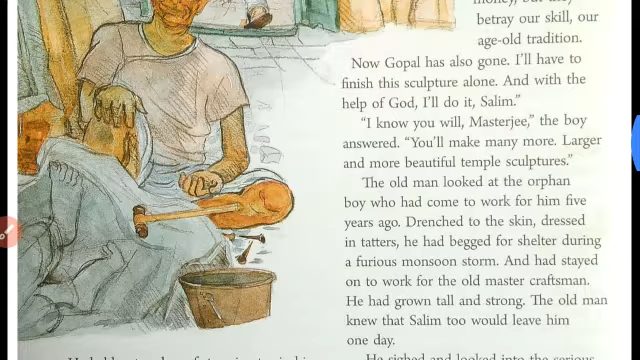 betray our skill, our
age-old tradition.
Now Gopal has also gone. I'll have to
finish this sculpture alone. And with the
help of God, I'll do it, Salim."
"I know you will, Masterjee," the boy
answered. "You'll make many more. Larger
and more beautiful temple sculptures."
The old man looked at the orphan
boy who had come to work for him five
years ago. Drenched to the skin, dressed
in tatters, he had begged for shelter during
a furious monsoon storm. And had stayed
on to work for the old master craftsman.
He had grown tall and strong. The old man
knew that Salim too would leave him
one day.
He sighed and looked into the serious